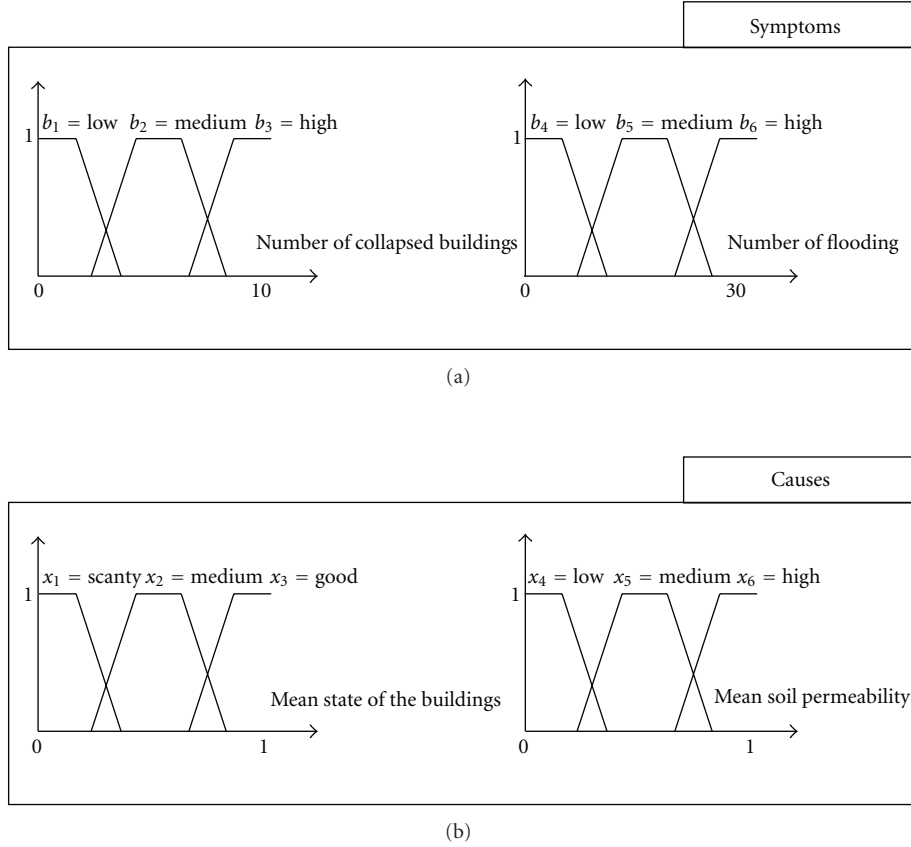 Symptoms
1 b₁ = low b₂ = medium b₃ = high
Number of collapsed buildings
0 10
1 b₄ = low b₅ = medium b₆ = high
Number of flooding
0 30
(a)
Causes
1 x₁ = scanty x₂ = medium x₃ = good
Mean state of the buildings
0 1
1 x₄ = low x₅ = medium x₆ = high
Mean soil permeability
0 1
(b)